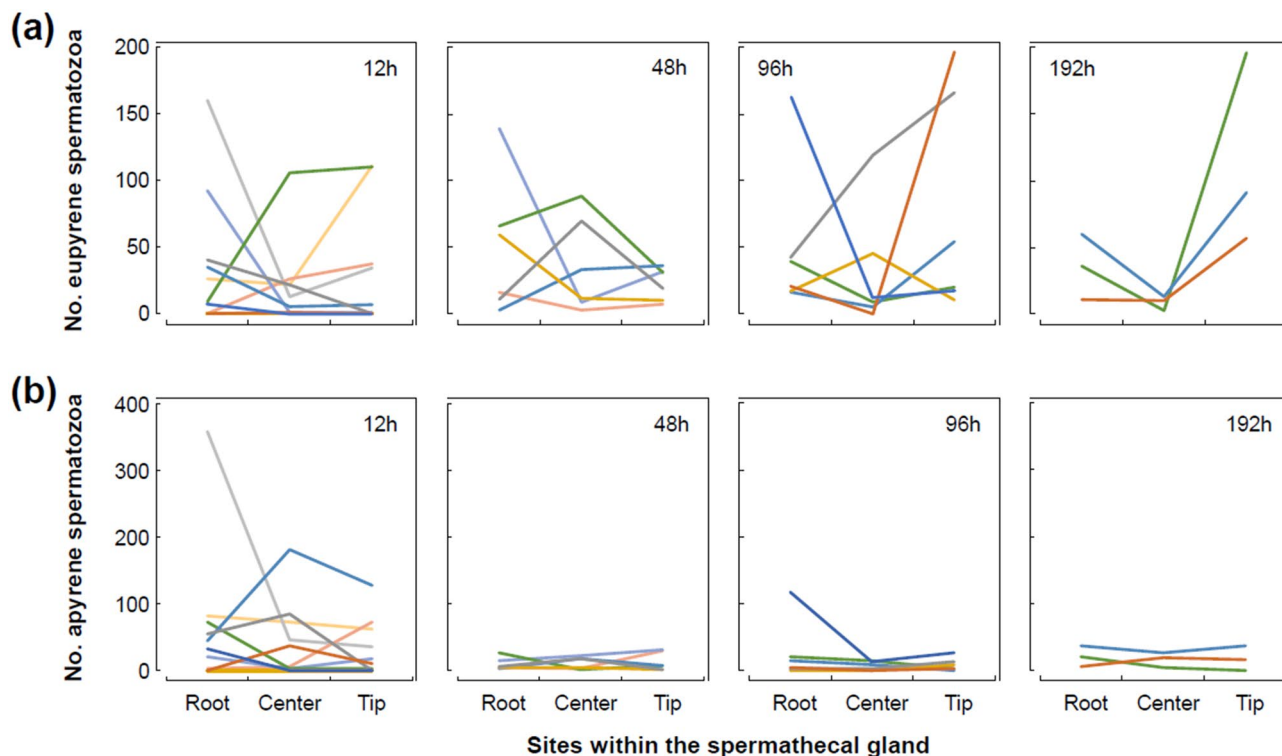 (a)
No. eupyrene spermatozoa
200
150
100
50
0
12h
48h
96h
192h
(b)
No. apyrene spermatozoa
400
300
200
100
0
12h
48h
96h
192h
Root Center Tip Root Center Tip Root Center Tip Root Center Tip
Sites within the spermathecal gland